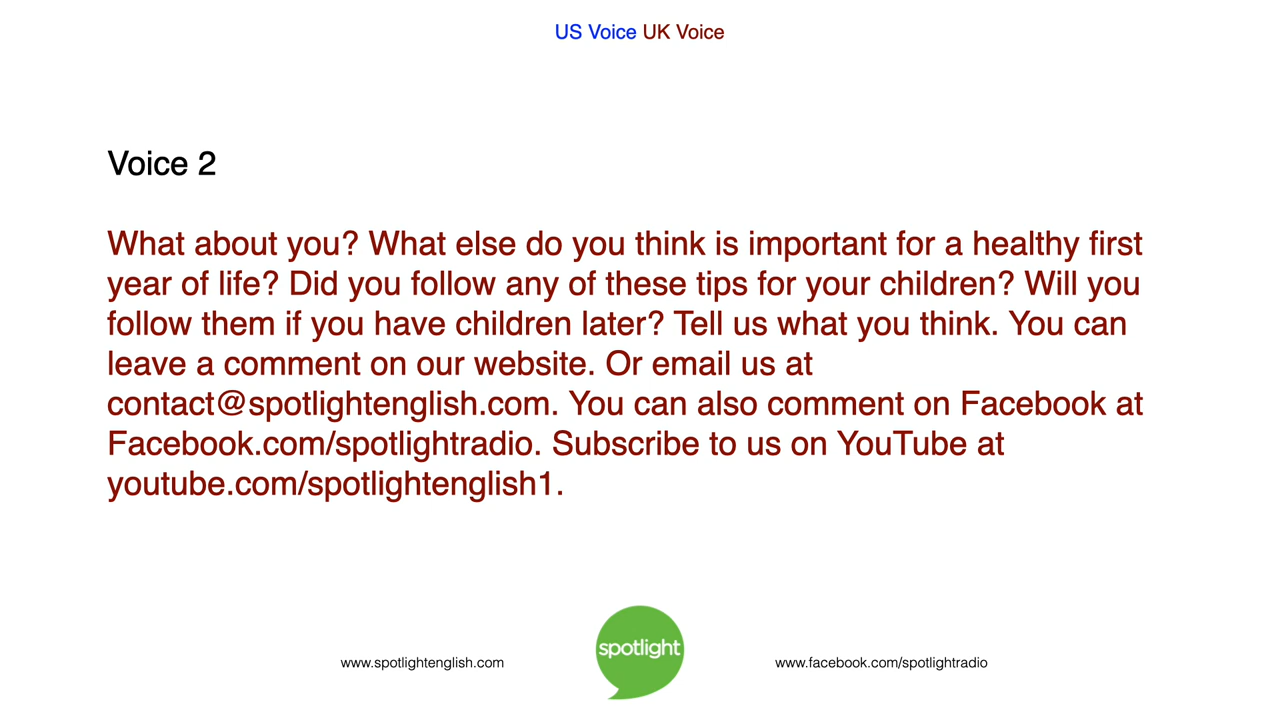 US Voice UK Voice
Voice 2
What about you? What else do you think is important for a healthy first
year of life? Did you follow any of these tips for your children? Will you
follow them if you have children later? Tell us what you think. You can
leave a comment on our website. Or email us at
contact@spotlightenglish.com. You can also comment on Facebook at
Facebook.com/spotlightradio. Subscribe to us on YouTube at
youtube.com/spotlightenglish1.
www.spotlightenglish.com
spotlight
www.facebook.com/spotlightradio